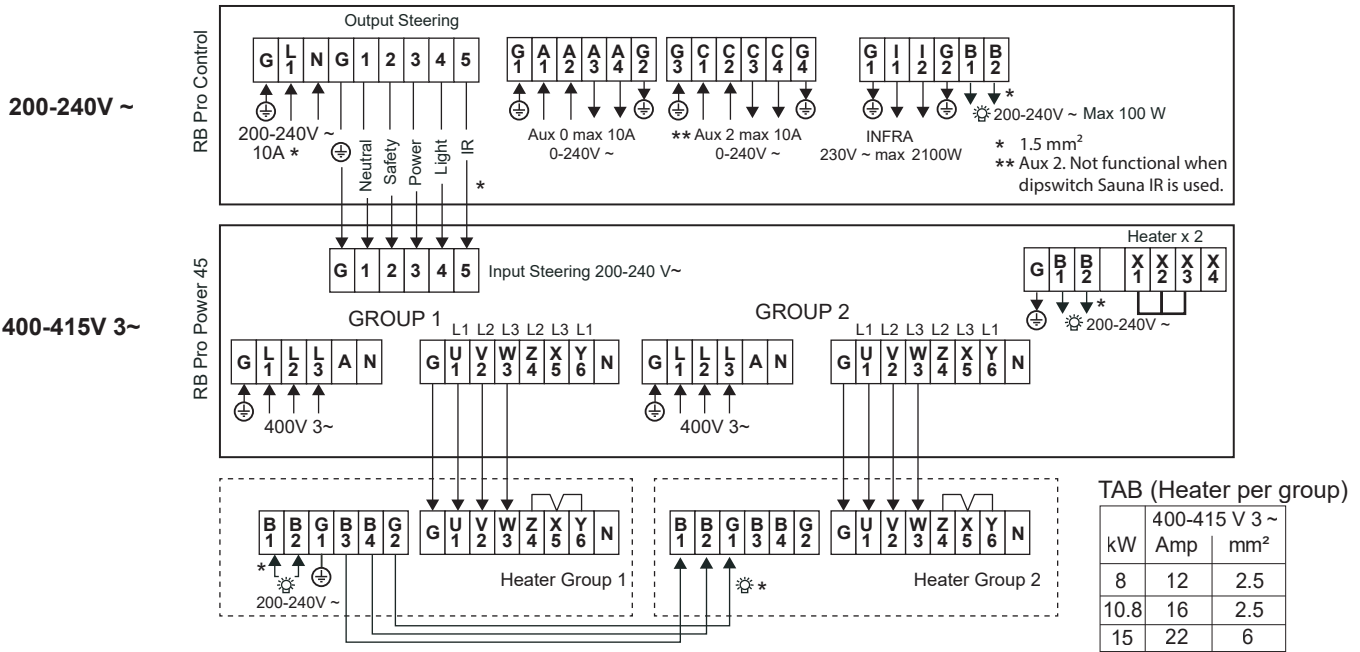 Output Steering
RB Pro Control
200-240V ~
G L1 N G 1 2 3 4 5
G1 A1 A2 A3 A4 G2
G3 C1 C2 C3 C4 G4
G1 I1 I2 G2 B1 B2
*
200-240V ~
10A *
Neutral
Safety
Power
Light
IR
*
Aux 0 max 10A
0-240V ~
** Aux 2 max 10A
0-240V ~
INFRA
230V ~ max 2100W
200-240V ~ Max 100 W
* 1.5 mm²
** Aux 2. Not functional when
dipswitch Sauna IR is used.
RB Pro Power 45
400-415V 3~
G 1 2 3 4 5
Input Steering 200-240 V~
Heater x 2
G B1 B2 X1 X2 X3 X4
*
200-240V ~
GROUP 1
L1 L2 L3 L2 L3 L1
G L1 L2 L3 A N
G U1 V2 W3 Z4 X5 Y6 N
400V 3~
GROUP 2
L1 L2 L3 L2 L3 L1
G L1 L2 L3 A N
G U1 V2 W3 Z4 X5 Y6 N
400V 3~
B1 B2 G1 B3 B4 G2
G U1 V2 W3 Z4 X5 Y6 N
*
200-240V ~
Heater Group 1
B1 B2 G1 B3 B4 G2
G U1 V2 W3 Z4 X5 Y6 N
*
Heater Group 2
TAB (Heater per group)
400-415 V 3 ~
kW Amp mm²
8 12 2.5
10.8 16 2.5
15 22 6